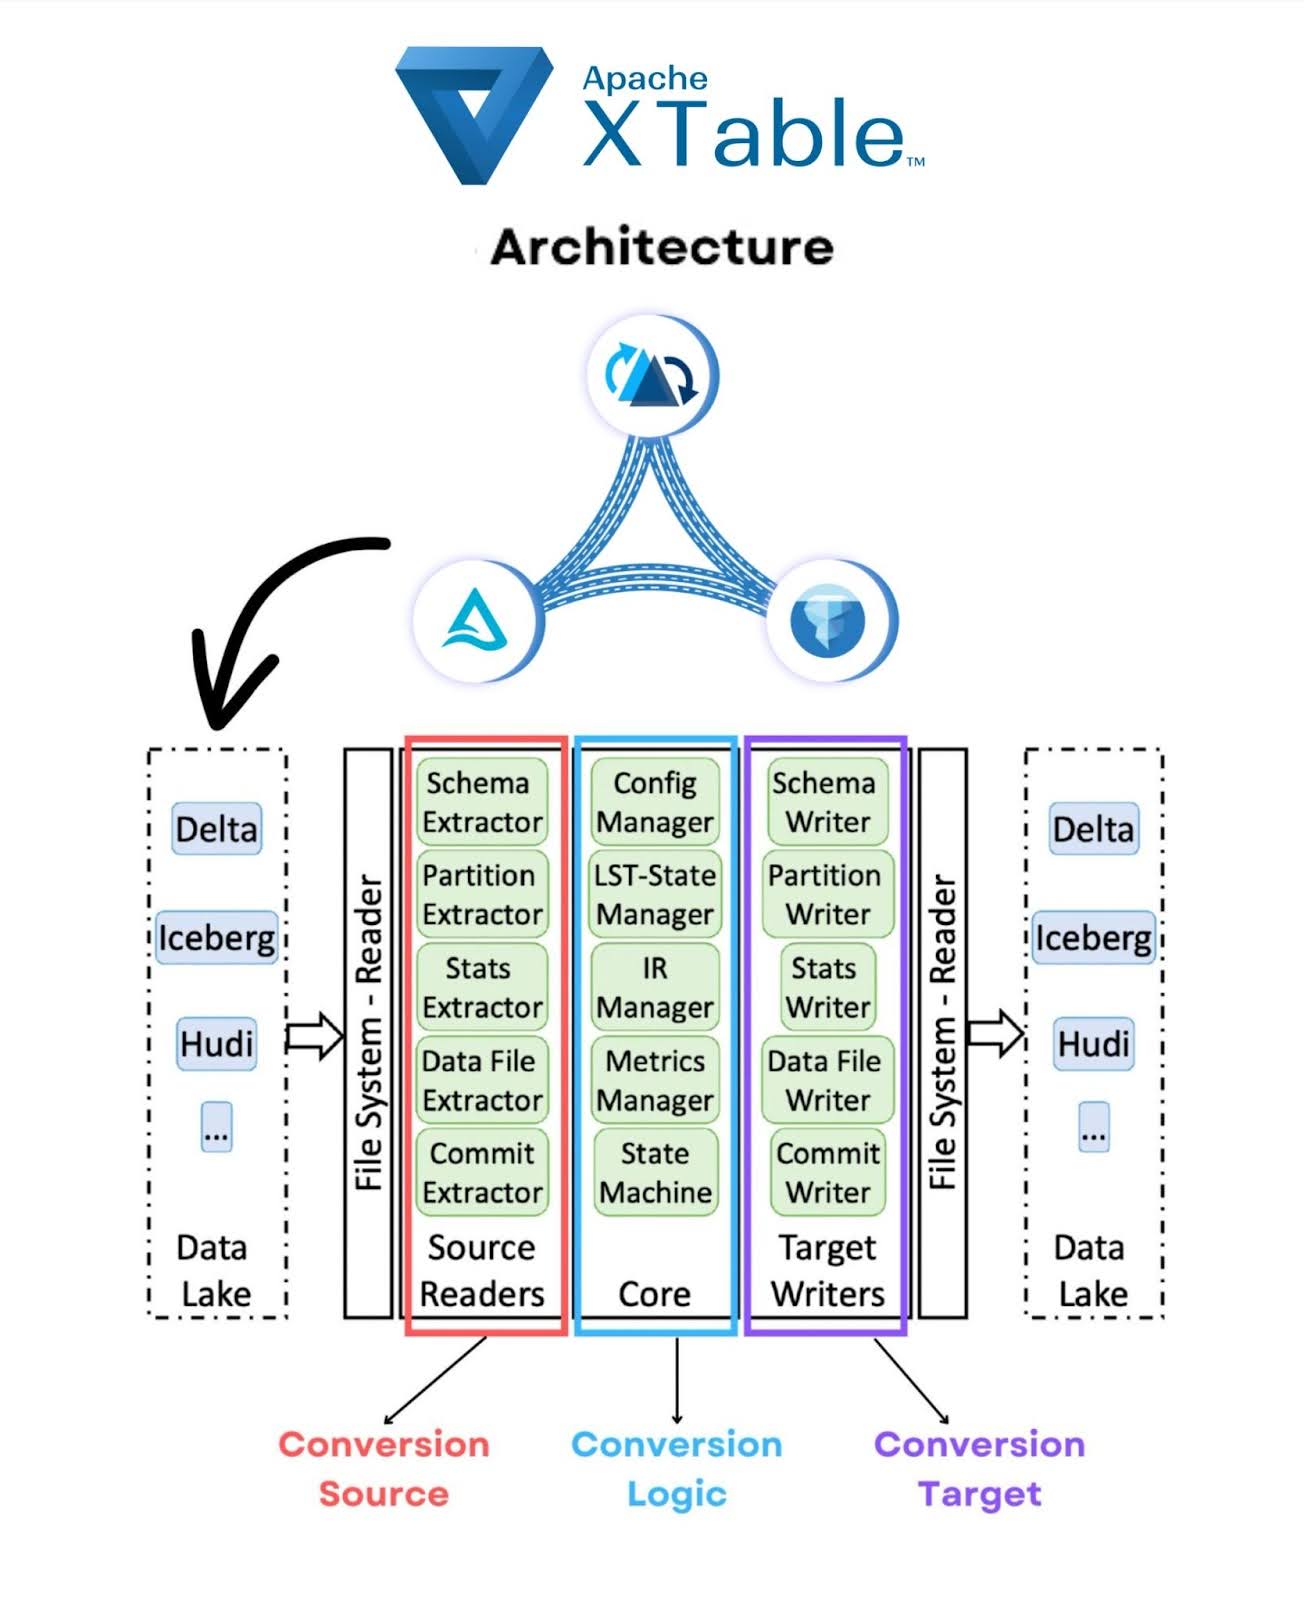 Apache
XTable™
Architecture
Delta
Iceberg
Hudi
...
Data
Lake
File System - Reader
Schema
Extractor
Partition
Extractor
Stats
Extractor
Data File
Extractor
Commit
Extractor
Source
Readers
Config
Manager
LST-State
Manager
IR
Manager
Metrics
Manager
State
Machine
Core
Schema
Writer
Partition
Writer
Stats
Writer
Data File
Writer
Commit
Writer
Target
Writers
File System - Reader
Delta
Iceberg
Hudi
...
Data
Lake
Conversion
Source
Conversion
Logic
Conversion
Target